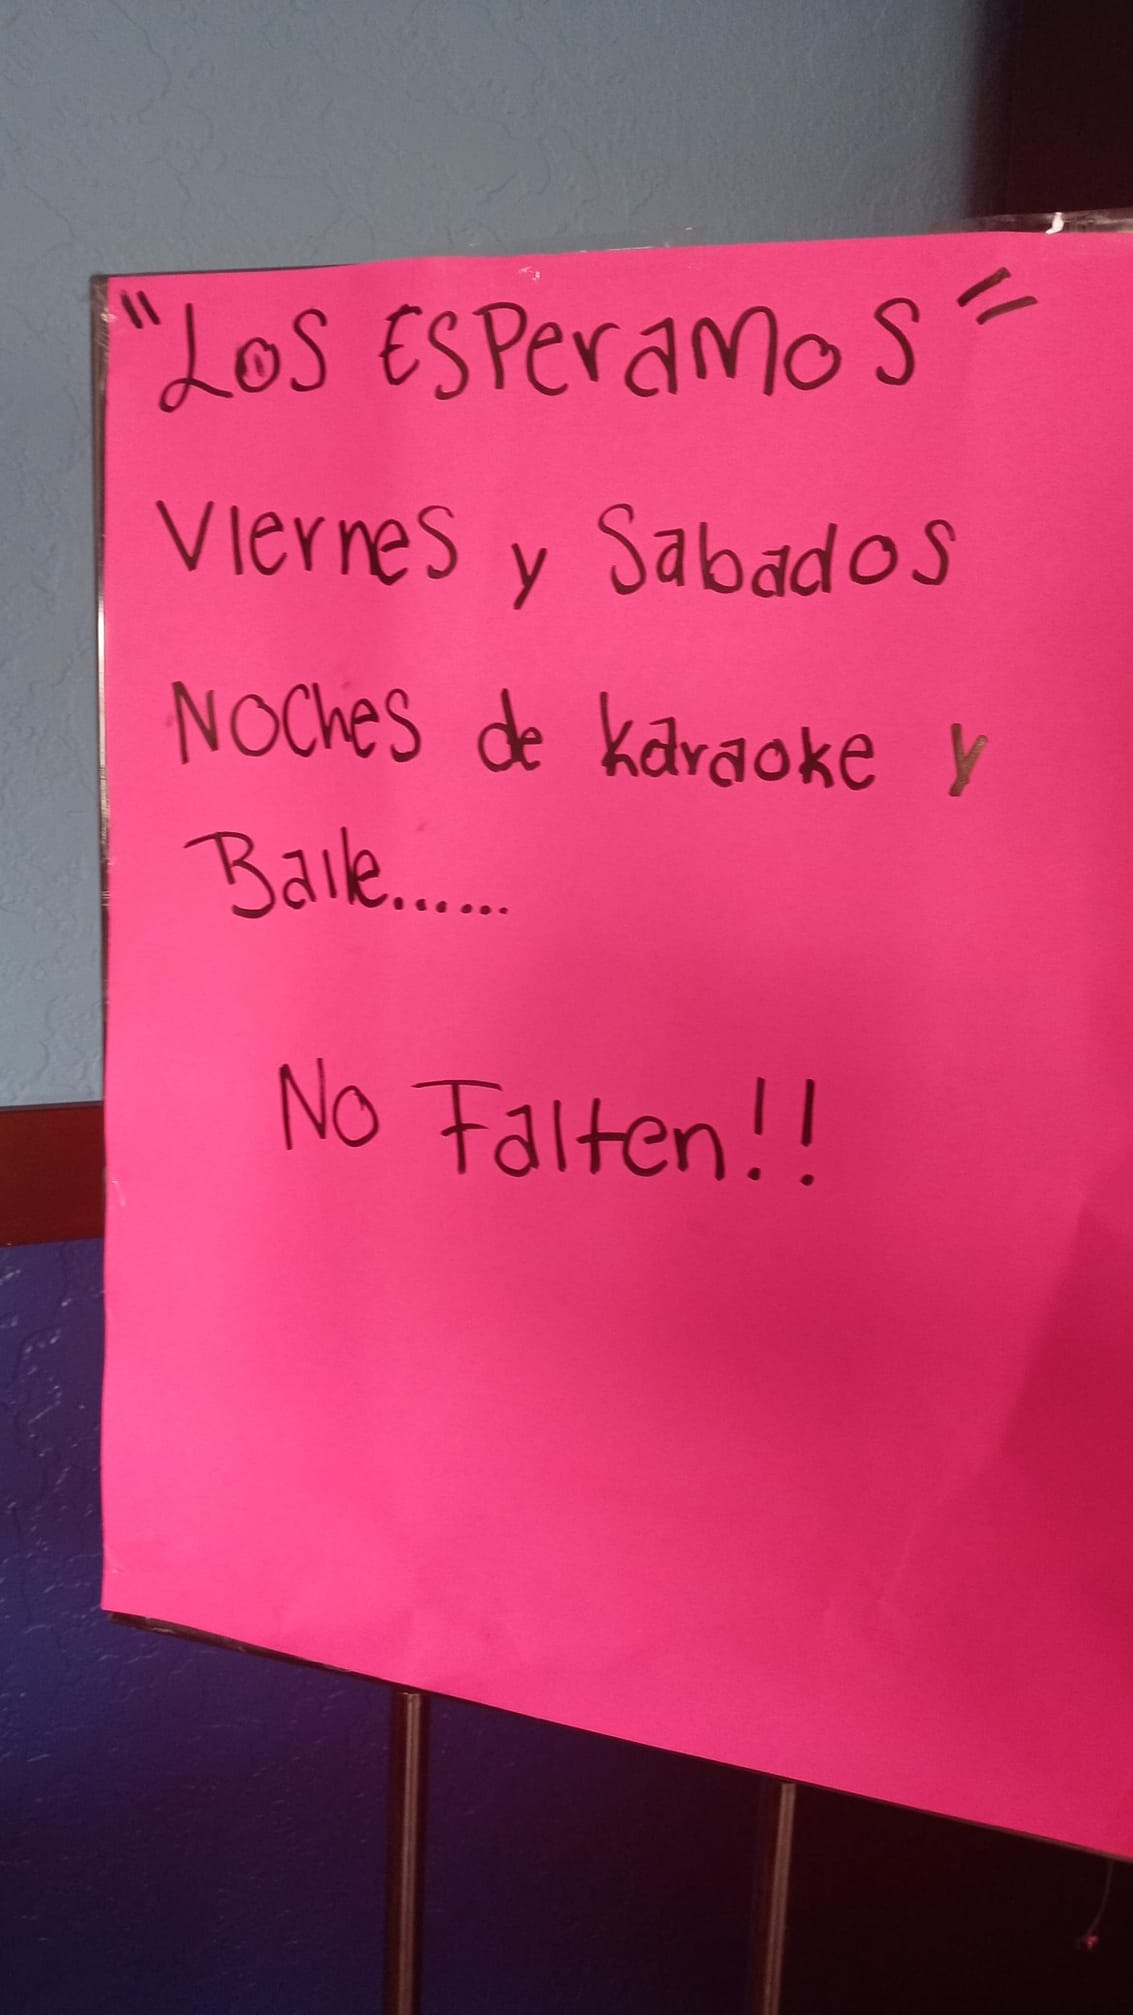 "Los Esperamos"
Viernes y Sabados
Noches de karaoke y
Baile......
No Falten!!